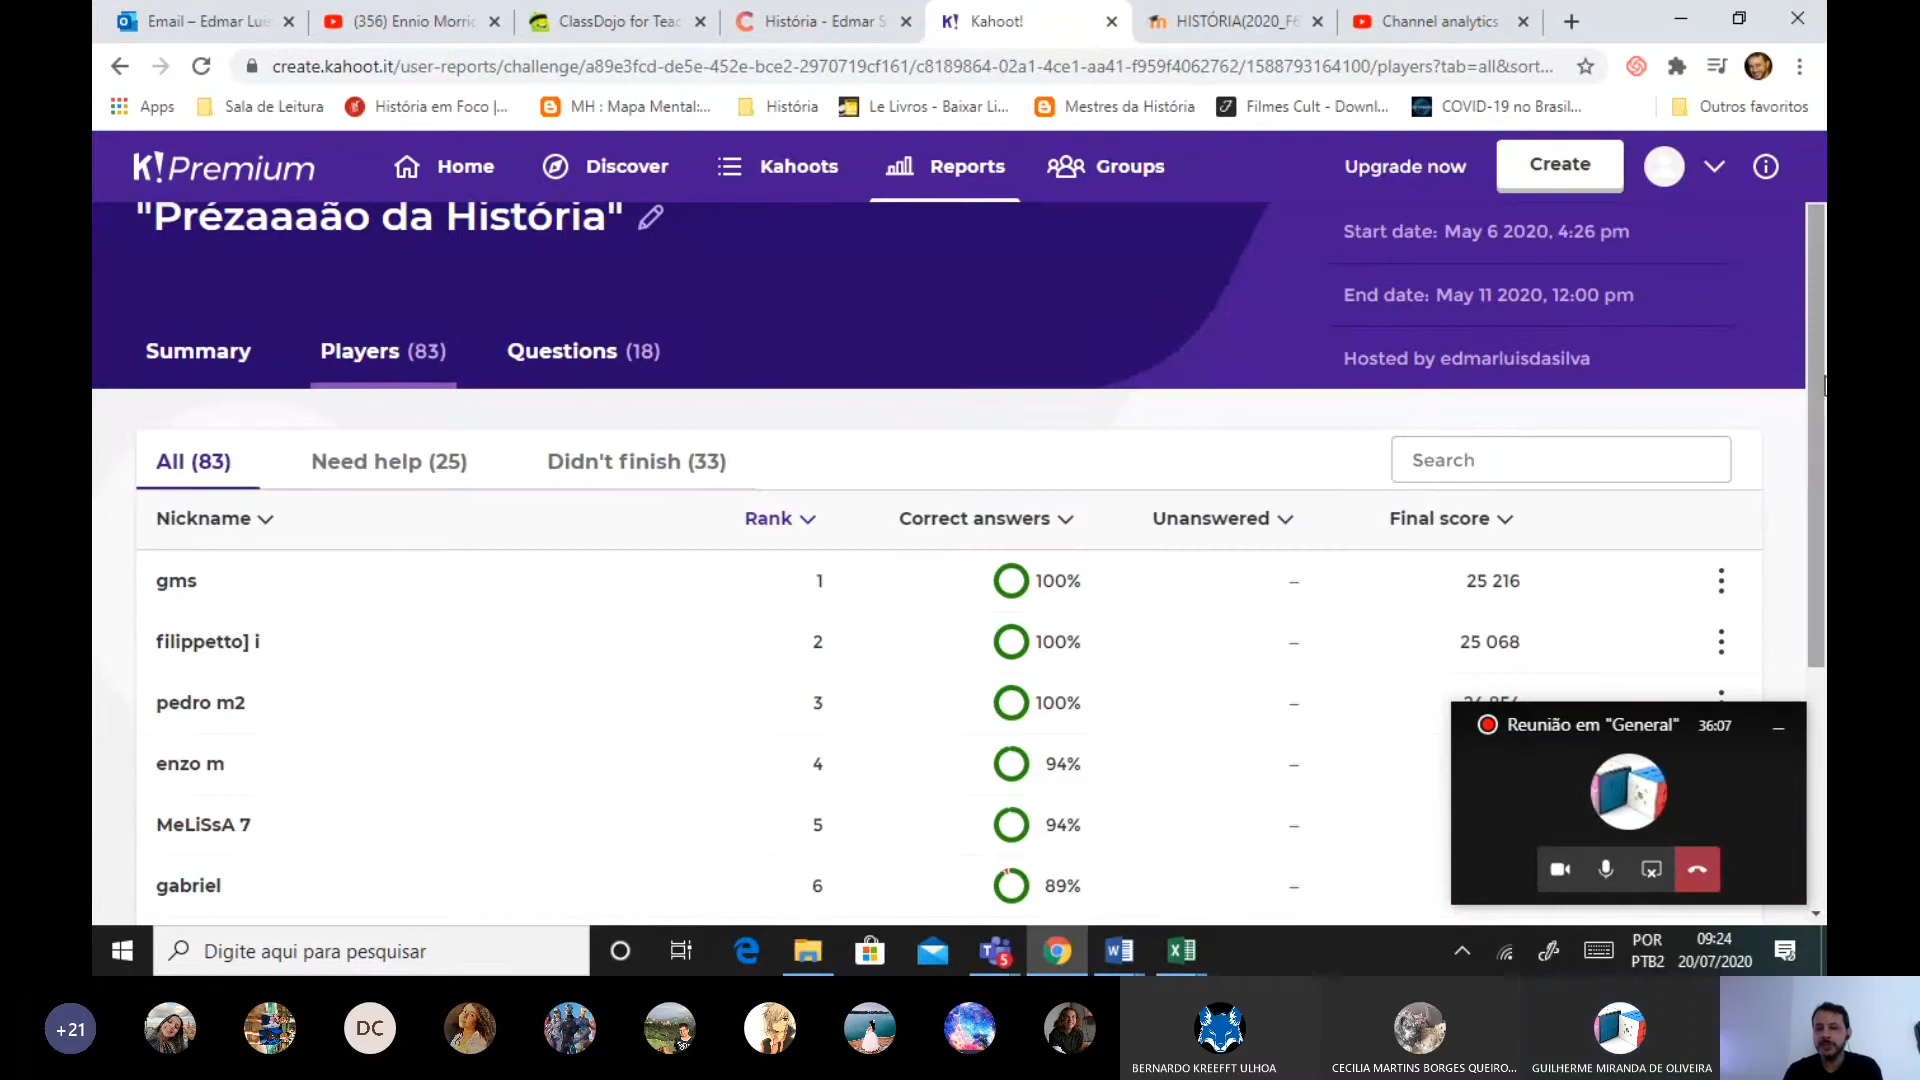 Email – Edmar Lui
(356) Ennio Morric
ClassDojo for Teac
História - Edmar S
Kahoot!
HISTÓRIA(2020_F6
Channel analytics
create.kahoot.it/user-reports/challenge/a89e3fcd-de5e-452e-bce2-2970719cf161/c8189864-02a1-4ce1-aa41-f959f4062762/1588793164100/players?tab=all&sort...
Apps
Sala de Leitura
História em Foco |...
MH : Mapa Mental:...
História
Le Livros - Baixar Li...
Mestres da História
Filmes Cult - Downl...
COVID-19 no Brasil...
Outros favoritos
K! Premium
Home
Discover
Kahoots
Reports
Groups
Upgrade now
Create
"Prézaaaão da História"
Start date: May 6 2020, 4:26 pm
End date: May 11 2020, 12:00 pm
Hosted by edmarluisdasilva
Summary
Players (83)
Questions (18)
All (83)
Need help (25)
Didn't finish (33)
Search
Nickname
Rank
Correct answers
Unanswered
Final score
gms 1 100% – 25 216
filippetto] i 2 100% – 25 068
pedro m2 3 100% –
enzo m 4 94% –
MeLiSsA 7 5 94% –
gabriel 6 89% –
Reunião em "General" 36:07
Digite aqui para pesquisar
5
POR
PTB2
09:24
20/07/2020
+21
DC
BERNARDO KREEFFT ULHOA
CECILIA MARTINS BORGES QUEIRO...
GUILHERME MIRANDA DE OLIVEIRA